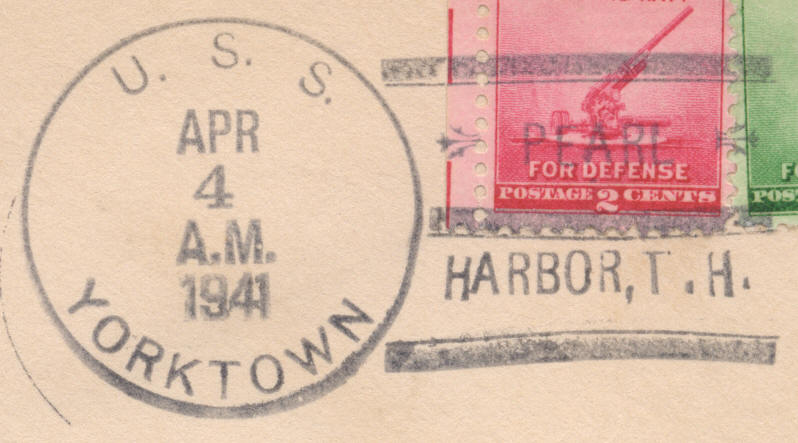 U. S. S.
APR
4
A.M.
1941
YORKTOWN
PEARL
HARBOR, T.H.
FOR DEFENSE
POSTAGE 2 CENTS